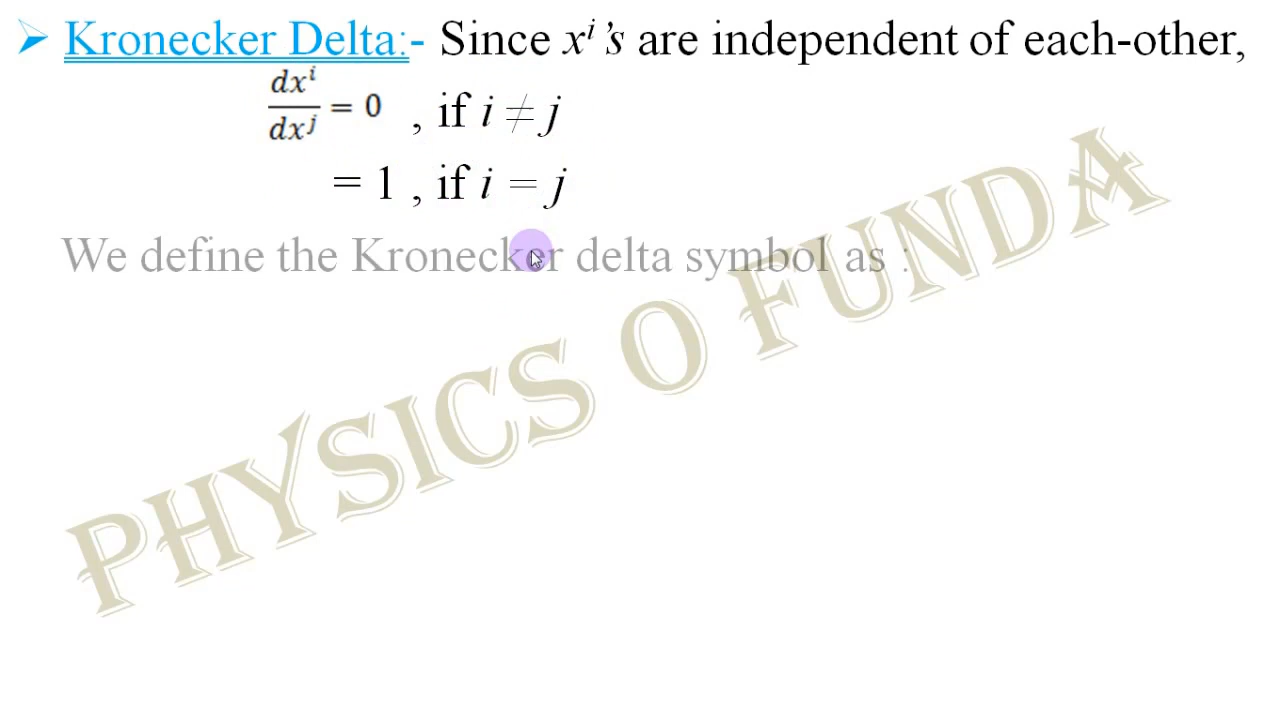 ➢ Kronecker Delta:- Since xⁱ’s are independent of each-other,
dxⁱ/dxʲ = 0 , if i ≠ j
= 1 , if i = j
We define the Kronecker delta symbol as :
PHYSICS O FUNDA